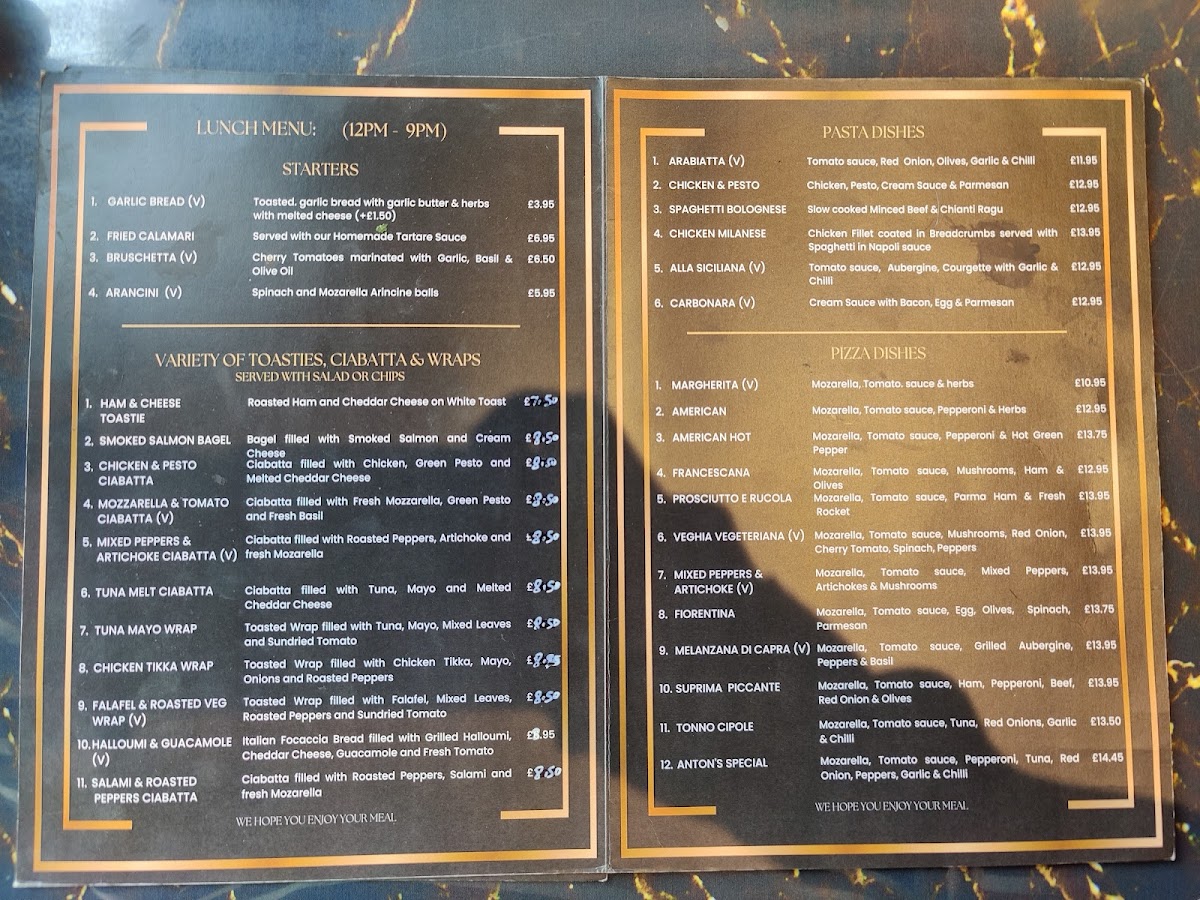 LUNCH MENU: (12PM - 9PM)
STARTERS
1. GARLIC BREAD (V) Toasted. garlic bread with garlic butter & herbs £3.95
with melted cheese (+£1.50)
2. FRIED CALAMARI Served with our Homemade Tartare Sauce £6.95
3. BRUSCHETTA (V) Cherry Tomatoes marinated with Garlic, Basil & £6.50
Olive Oil
4. ARANCINI (V) Spinach and Mozarella Arincine balls £5.95
VARIETY OF TOASTIES, CIABATTA & WRAPS
SERVED WITH SALAD OR CHIPS
1. HAM & CHEESE Roasted Ham and Cheddar Cheese on White Toast £7.50
TOASTIE
2. SMOKED SALMON BAGEL Bagel filled with Smoked Salmon and Cream £8.50
Cheese
3. CHICKEN & PESTO Ciabatta filled with Chicken, Green Pesto and £8.50
CIABATTA Melted Cheddar Cheese
4. MOZZARELLA & TOMATO Ciabatta filled with Fresh Mozzarella, Green Pesto £8.50
CIABATTA (V) and Fresh Basil
5. MIXED PEPPERS & Ciabatta filled with Roasted Peppers, Artichoke and £8.50
ARTICHOKE CIABATTA (V) fresh Mozarella
6. TUNA MELT CIABATTA Ciabatta filled with Tuna, Mayo and Melted £8.50
Cheddar Cheese
7. TUNA MAYO WRAP Toasted Wrap filled with Tuna, Mayo, Mixed Leaves £8.50
and Sundried Tomato
8. CHICKEN TIKKA WRAP Toasted Wrap filled with Chicken Tikka, Mayo, £8.95
Onions and Roasted Peppers
9. FALAFEL & ROASTED VEG Toasted Wrap filled with Falafel, Mixed Leaves, £8.50
WRAP (V) Roasted Peppers and Sundried Tomato
10. HALLOUMI & GUACAMOLE Italian Focaccia Bread filled with Grilled Halloumi, £8.95
(V) Cheddar Cheese, Guacamole and Fresh Tomato
11. SALAMI & ROASTED Ciabatta filled with Roasted Peppers, Salami and £8.50
PEPPERS CIABATTA fresh Mozarella
WE HOPE YOU ENJOY YOUR MEAL
PASTA DISHES
1. ARABIATTA (V) Tomato sauce, Red Onion, Olives, Garlic & Chilli £11.95
2. CHICKEN & PESTO Chicken, Pesto, Cream Sauce & Parmesan £12.95
3. SPAGHETTI BOLOGNESE Slow cooked Minced Beef & Chianti Ragu £12.95
4. CHICKEN MILANESE Chicken Fillet coated in Breadcrumbs served with £13.95
Spaghetti in Napoli sauce
5. ALLA SICILIANA (V) Tomato sauce, Aubergine, Courgette with Garlic & £12.95
Chilli
6. CARBONARA (V) Cream Sauce with Bacon, Egg & Parmesan £12.95
PIZZA DISHES
1. MARGHERITA (V) Mozarella, Tomato. sauce & herbs £10.95
2. AMERICAN Mozarella, Tomato sauce, Pepperoni & Herbs £12.95
3. AMERICAN HOT Mozarella, Tomato sauce, Pepperoni & Hot Green £13.75
Pepper
4. FRANCESCANA Mozarella, Tomato sauce, Mushrooms, Ham & £12.95
Olives
5. PROSCIUTTO E RUCOLA Mozarella, Tomato sauce, Parma Ham & Fresh £13.95
Rocket
6. VEGHIA VEGETERIANA (V) Mozarella, Tomato sauce, Mushrooms, Red Onion, £13.95
Cherry Tomato, Spinach, Peppers
7. MIXED PEPPERS & Mozarella, Tomato sauce, Mixed Peppers, £13.95
ARTICHOKE (V) Artichokes & Mushrooms
8. FIORENTINA Mozarella, Tomato sauce, Egg, Olives, Spinach, £13.75
Parmesan
9. MELANZANA DI CAPRA (V) Mozarella, Tomato sauce, Grilled Aubergine, £13.95
Peppers & Basil
10. SUPRIMA PICCANTE Mozarella, Tomato sauce, Ham, Pepperoni, Beef, £13.95
Red Onion & Olives
11. TONNO CIPOLE Mozarella, Tomato sauce, Tuna, Red Onions, Garlic £13.50
& Chilli
12. ANTON'S SPECIAL Mozarella, Tomato sauce, Pepperoni, Tuna, Red £14.45
Onion, Peppers, Garlic & Chilli
WE HOPE YOU ENJOY YOUR MEAL